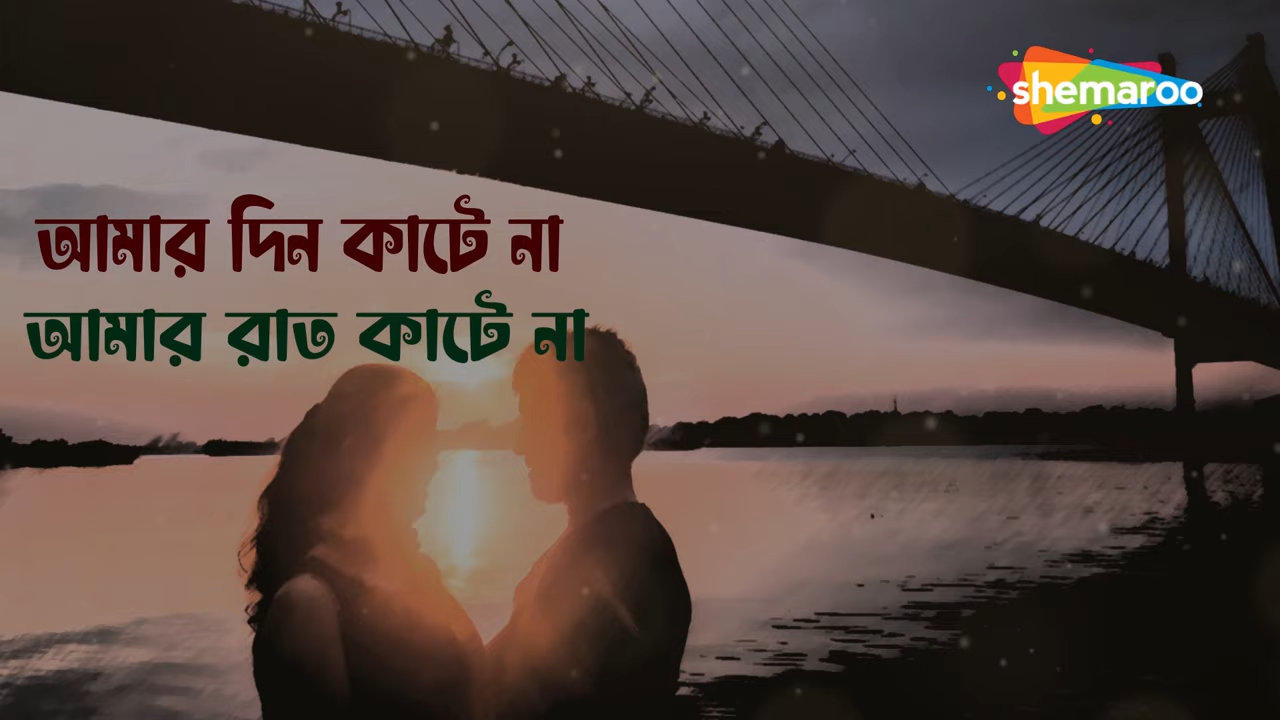 shemaroo
আমার দিন কাটে না
আমার রাত কাটে না